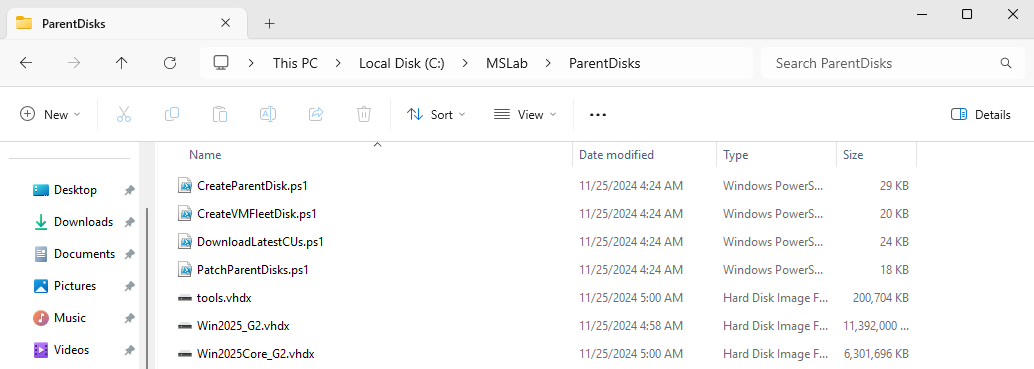 ParentDisks
This PC > Local Disk (C:) > MSLab > ParentDisks
Search ParentDisks
New
Sort
View
Details
Name Date modified Type Size
Desktop
Downloads
Documents
Pictures
Music
Videos
CreateParentDisk.ps1 11/25/2024 4:24 AM Windows PowerS... 29 KB
CreateVMFleetDisk.ps1 11/25/2024 4:24 AM Windows PowerS... 20 KB
DownloadLatestCUs.ps1 11/25/2024 4:24 AM Windows PowerS... 24 KB
PatchParentDisks.ps1 11/25/2024 4:24 AM Windows PowerS... 18 KB
tools.vhdx 11/25/2024 5:00 AM Hard Disk Image F... 200,704 KB
Win2025_G2.vhdx 11/25/2024 4:58 AM Hard Disk Image F... 11,392,000 ...
Win2025Core_G2.vhdx 11/25/2024 5:00 AM Hard Disk Image F... 6,301,696 KB